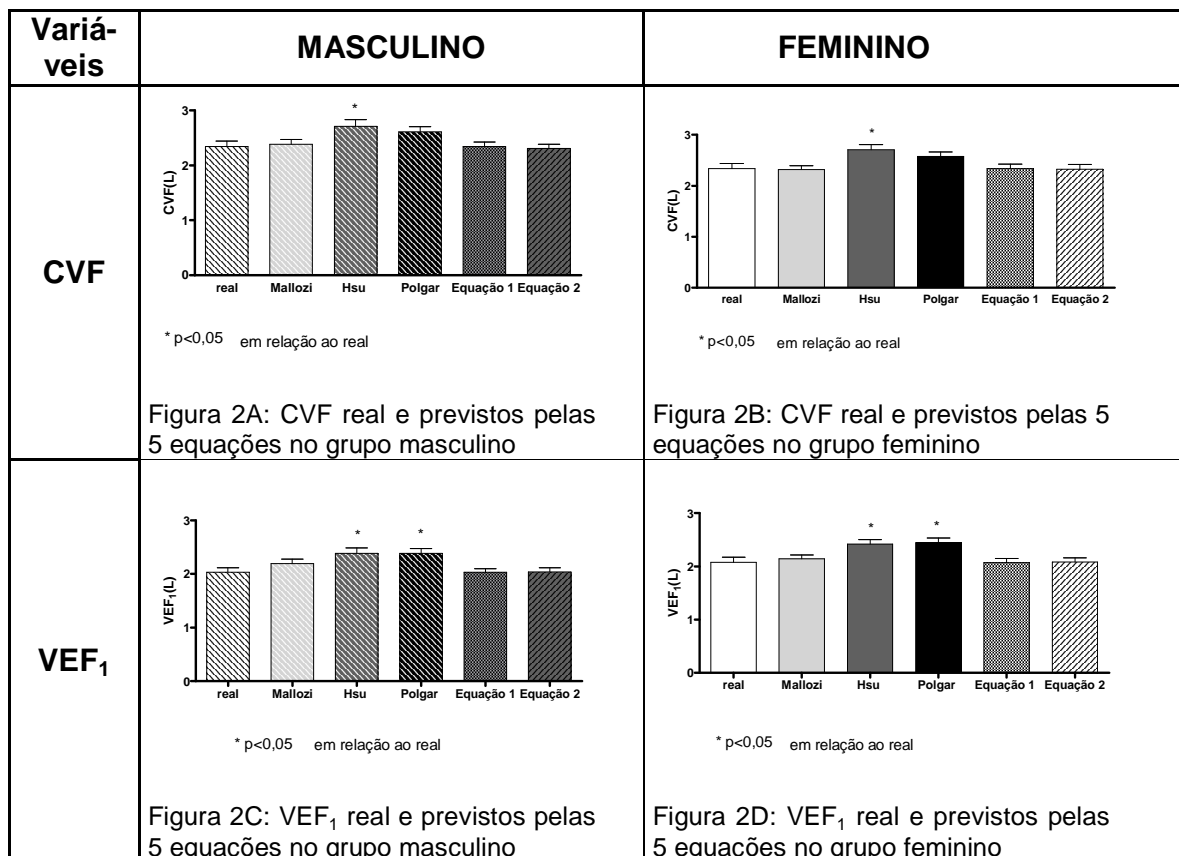 Variá-
veis
MASCULINO
FEMININO
CVF
3
2
1
0
CVF(L)
*
real Mallozi Hsu Polgar Equação 1 Equação 2
* p<0,05 em relação ao real
Figura 2A: CVF real e previstos pelas
5 equações no grupo masculino
3
2
1
0
CVF(L)
*
real Mallozi Hsu Polgar Equação 1 Equação 2
* p<0,05 em relação ao real
Figura 2B: CVF real e previstos pelas 5
equações no grupo feminino
VEF₁
3
2
1
0
VEF₁(L)
* *
real Mallozi Hsu Polgar Equação 1 Equação 2
* p<0,05 em relação ao real
Figura 2C: VEF₁ real e previstos pelas
5 equações no grupo masculino
3
2
1
0
VEF₁(L)
* *
real Mallozi Hsu Polgar Equação 1 Equação 2
* p<0,05 em relação ao real
Figura 2D: VEF₁ real e previstos pelas
5 equações no grupo feminino